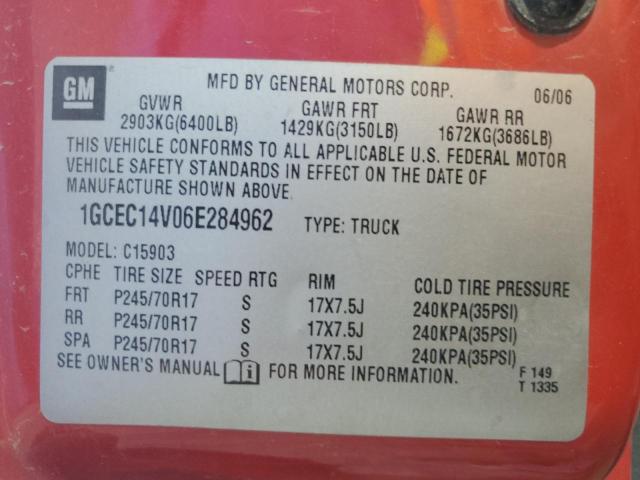 GM
MFD BY GENERAL MOTORS CORP. 06/06
GVWR GAWR FRT GAWR RR
2903KG(6400LB) 1429KG(3150LB) 1672KG(3686LB)
THIS VEHICLE CONFORMS TO ALL APPLICABLE U.S. FEDERAL MOTOR
VEHICLE SAFETY STANDARDS IN EFFECT ON THE DATE OF
MANUFACTURE SHOWN ABOVE.
1GCEC14V06E284962 TYPE: TRUCK
MODEL: C15903
CPHE TIRE SIZE SPEED RTG RIM COLD TIRE PRESSURE
FRT P245/70R17 S 17X7.5J 240KPA(35PSI)
RR P245/70R17 S 17X7.5J 240KPA(35PSI)
SPA P245/70R17 S 17X7.5J 240KPA(35PSI)
SEE OWNER'S MANUAL i FOR MORE INFORMATION.
F 149
T 1335